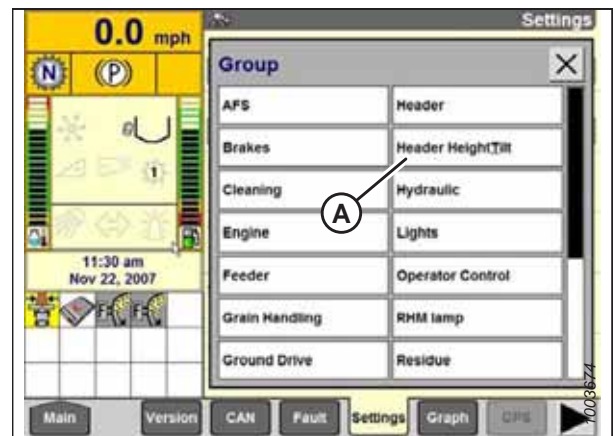 0.0 mph
Settings
N
(P)
Group
X
AFS
Header
Brakes
Header Height/Tilt
Cleaning
Hydraulic
A
Engine
Lights
Feeder
Operator Control
Grain Handling
RHM lamp
Ground Drive
Residue
1
11:30 am
Nov 22, 2007
Main
Version
CAN
Fault
Settings
Graph
GPS
1003674